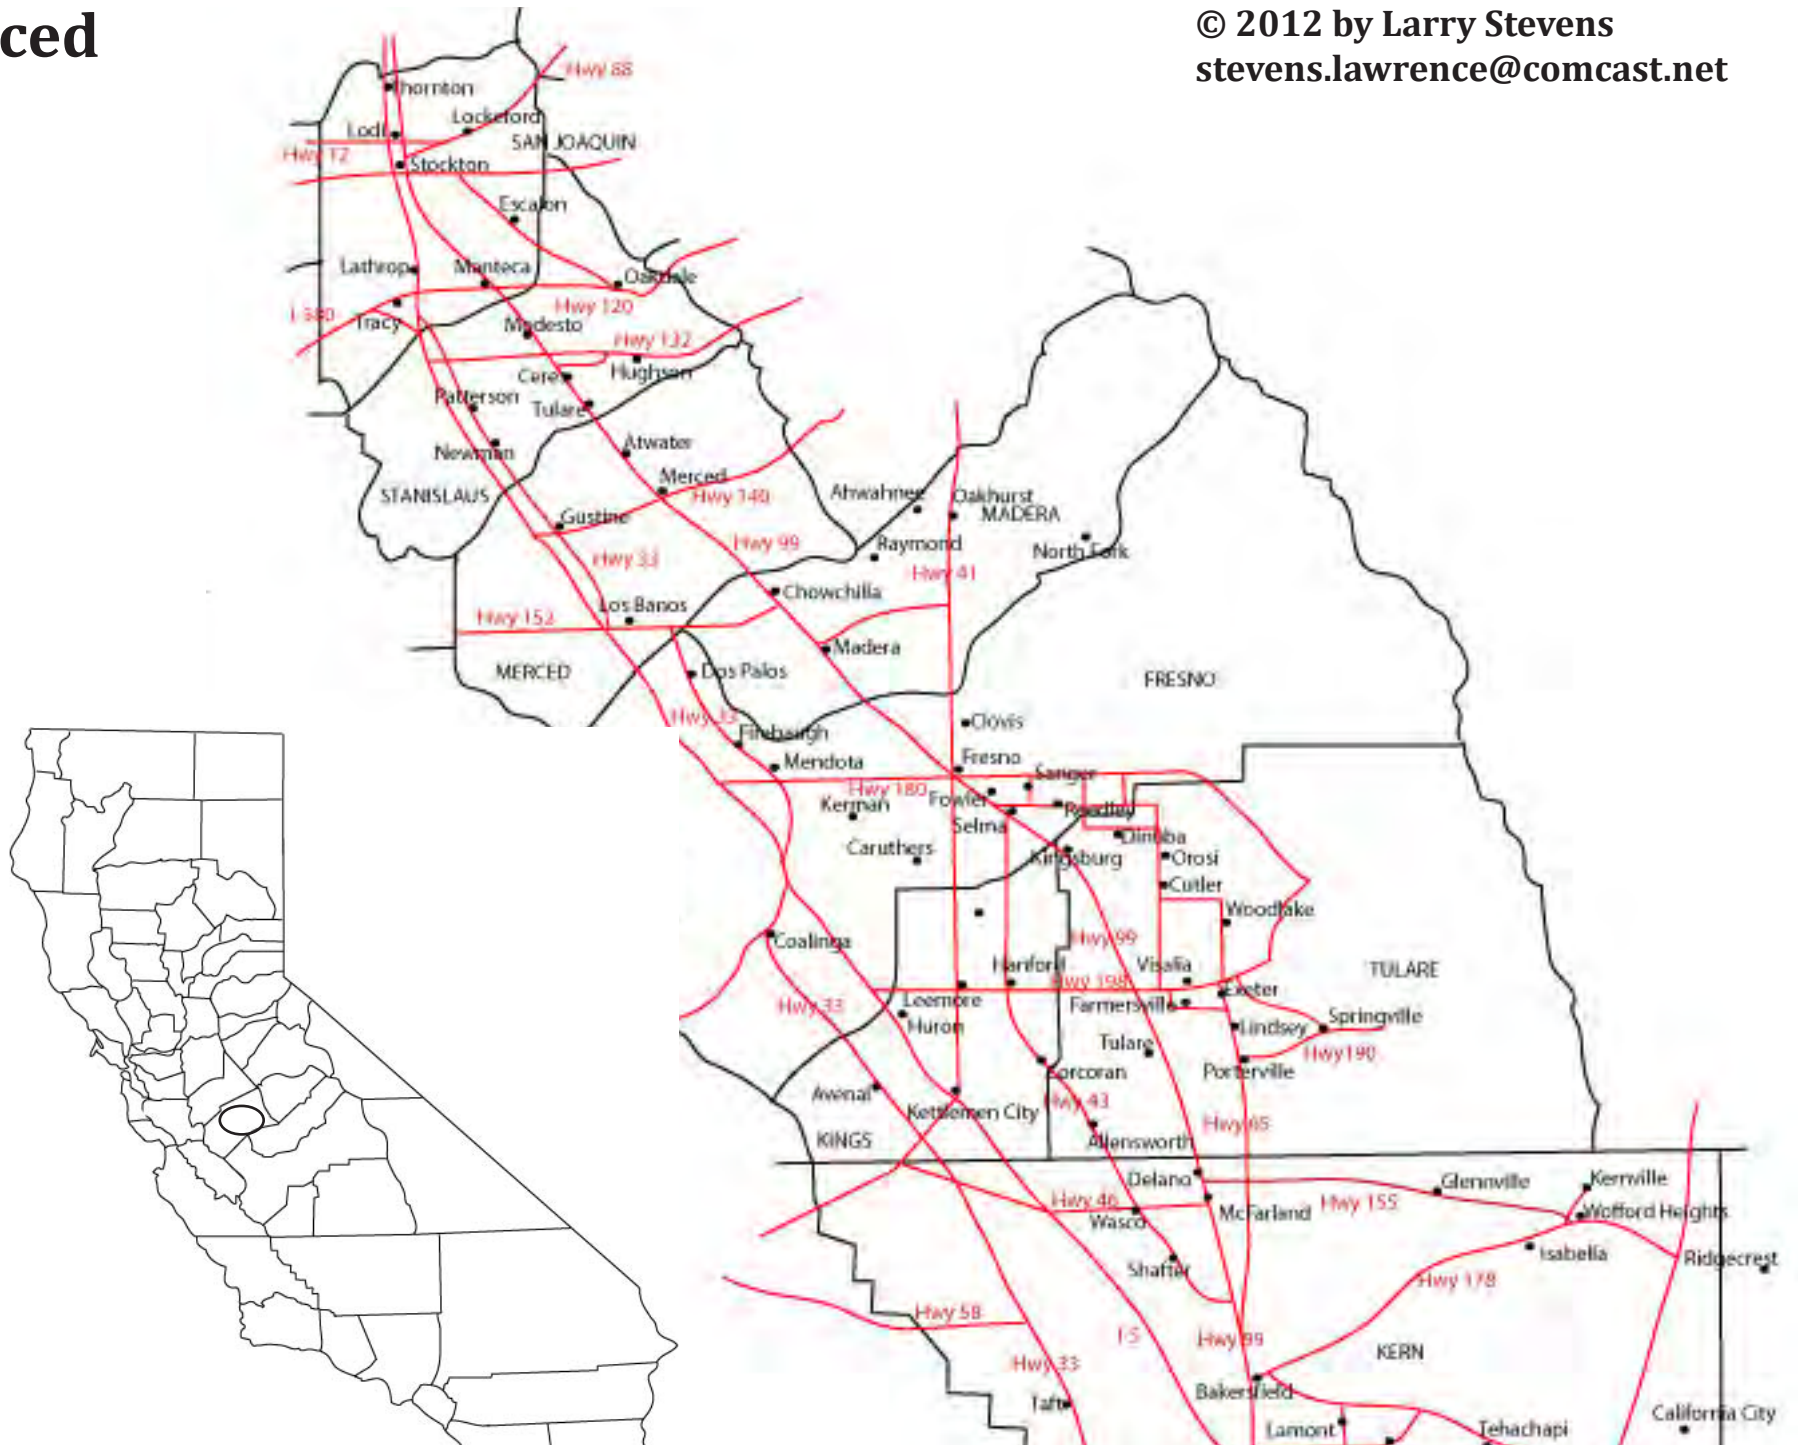 ced
© 2012 by Larry Stevens
stevens.lawrence@comcast.net
Hwy 88
Thornton
Lockeford
Lodi
SAN JOAQUIN
Hwy 12
Stockton
Escalon
Lathrop
Manteca
Oakdale
Hwy 120
I-580
Tracy
Modesto
Hwy 132
Ceres
Hughson
Patterson
Tulare
Newman
Atwater
Merced
STANISLAUS
Hwy 140
Ahwahnee
Oakhurst
MADERA
Gustine
Hwy 99
Raymond
North Fork
Hwy 33
Hwy 41
Chowchilla
Los Banos
Hwy 152
Madera
MERCED
Dos Palos
FRESNO
Hwy 33
Clovis
Firebaugh
Mendota
Fresno
Sanger
Hwy 180
Kerman
Fowler
Reedley
Selma
Dinuba
Caruthers
Kingsburg
Orosi
Cutler
Woodlake
Coalinga
Hwy 99
Hanford
Visalia
TULARE
Hwy 198
Exeter
Leemore
Farmersville
Hwy 33
Huron
Lindsey
Springville
Tulare
Hwy190
Corcoran
Porterville
Avenal
Kettlemen City
Hwy 43
Hwy 65
KINGS
Allensworth
Delano
Glennville
Kernville
Hwy 46
Hwy 155
Wasco
McFarland
Wofford Heights
Isabella
Ridgecrest
Shafter
Hwy 178
Hwy 58
I-5
Hwy 99
KERN
Hwy 33
Bakersfield
Taft
Lamont
Tehachapi
California City